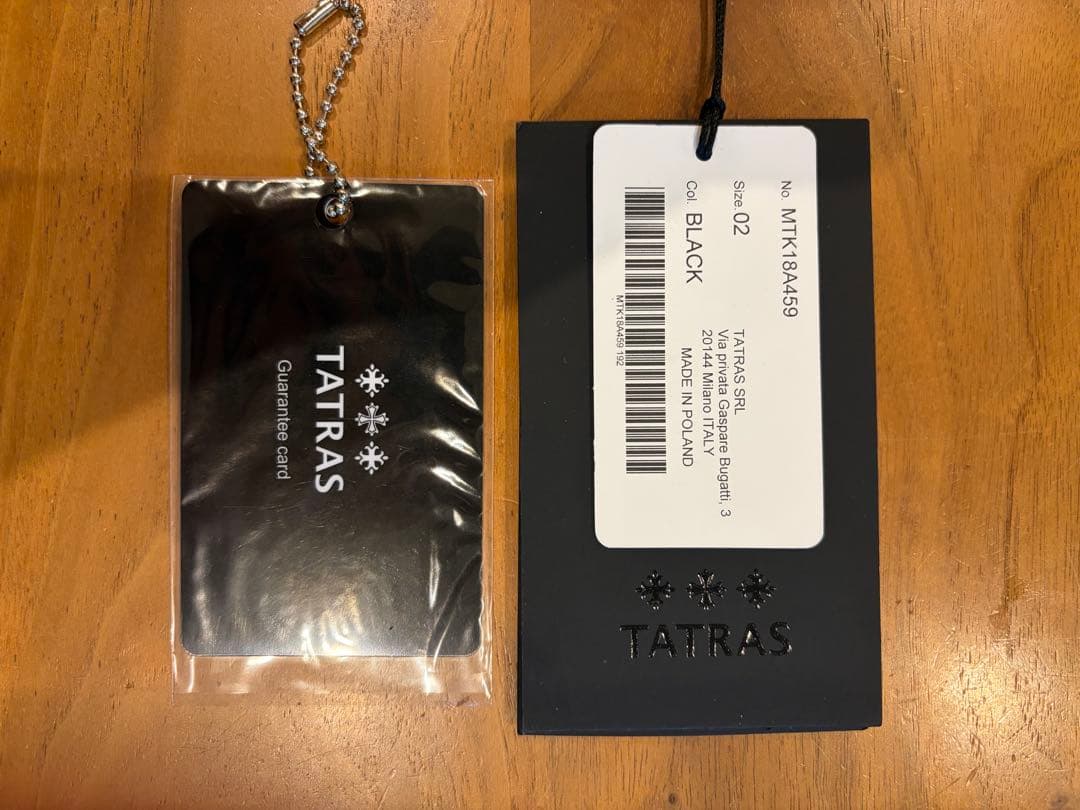 TATRAS
Guarantee card
No. MTK18A459
Size.02
Col. BLACK
TATRAS SRL
Via privata Gaspare Bugatti, 3
20144 Milano ITALY
MADE IN POLAND
MTK18A459 192
TATRAS